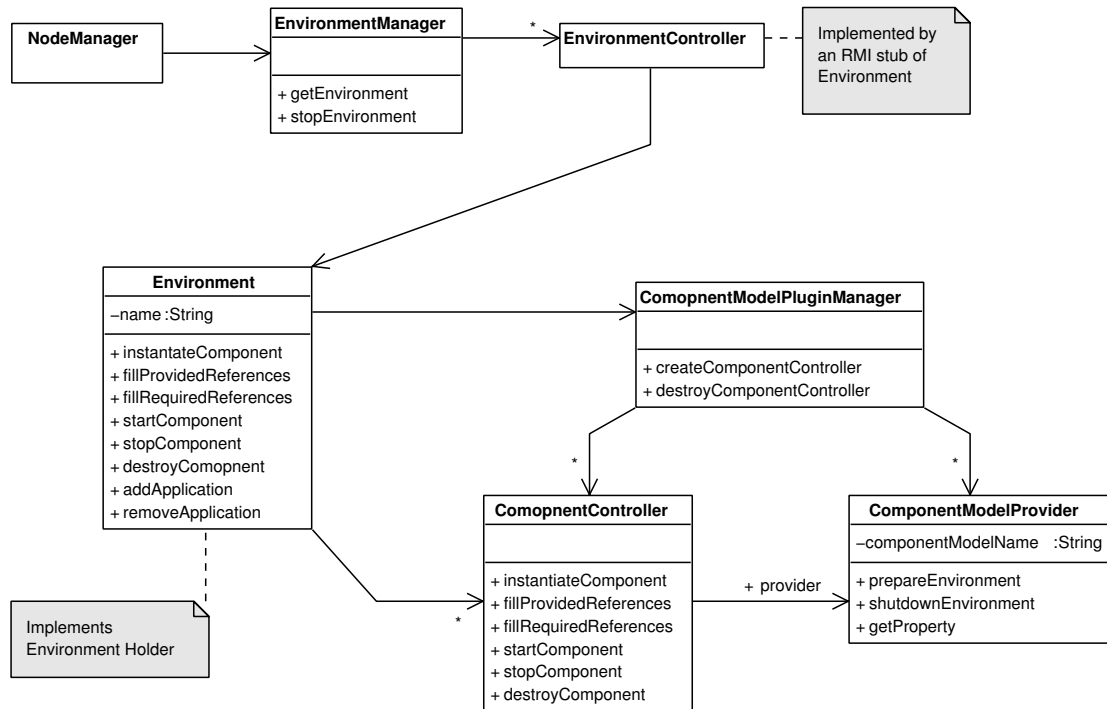 NodeManager
EnvironmentManager
+ getEnvironment
+ stopEnvironment
*
EnvironmentController
Implemented by
an RMI stub of
Environment
Environment
−name :String
+ instantateComponent
+ fillProvidedReferences
+ fillRequiredReferences
+ startComponent
+ stopComponent
+ destroyComopnent
+ addApplication
+ removeApplication
ComopnentModelPluginManager
+ createComponentController
+ destroyComponentController
*
*
ComopnentController
+ instantiateComponent
+ fillProvidedReferences
+ fillRequiredReferences
+ startComponent
+ stopComponent
+ destroyComponent
*
+ provider
ComponentModelProvider
−componentModelName :String
+ prepareEnvironment
+ shutdownEnvironment
+ getProperty
Implements
Environment Holder